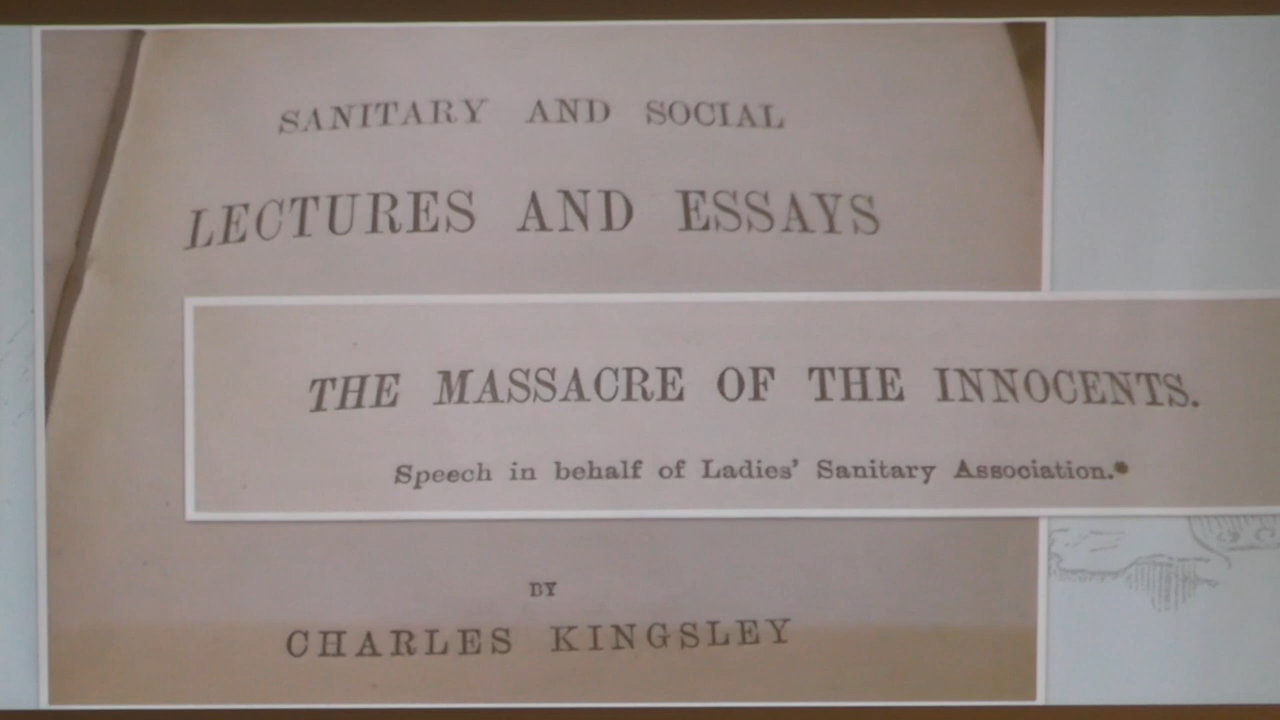 SANITARY AND SOCIAL
LECTURES AND ESSAYS
THE MASSACRE OF THE INNOCENTS.
Speech in behalf of Ladies' Sanitary Association.*
BY
CHARLES KINGSLEY